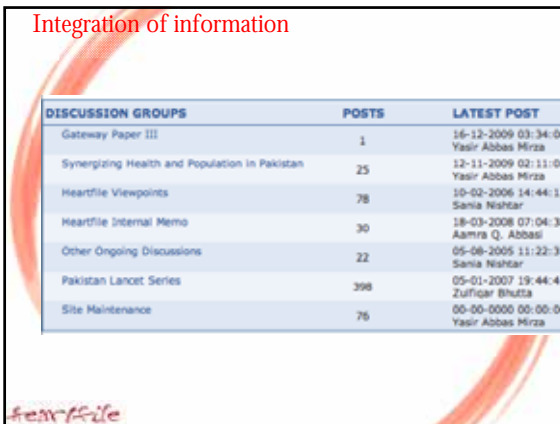 Integration of information
DISCUSSION GROUPS POSTS LATEST POST
Gateway Paper III 1 16-12-2009 03:34:0
Yasir Abbas Mirza
Synergizing Health and Population in Pakistan 25 12-11-2009 02:11:0
Yasir Abbas Mirza
Heartfile Viewpoints 78 10-02-2006 14:44:1
Sania Nishtar
Heartfile Internal Memo 30 18-03-2008 07:04:3
Aamra Q. Abbasi
Other Ongoing Discussions 22 05-08-2005 11:22:3
Sania Nishtar
Pakistan Lancet Series 398 05-01-2007 19:44:4
Zulfiqar Bhutta
Site Maintenance 76 00-00-0000 00:00:0
Yasir Abbas Mirza
heartfile